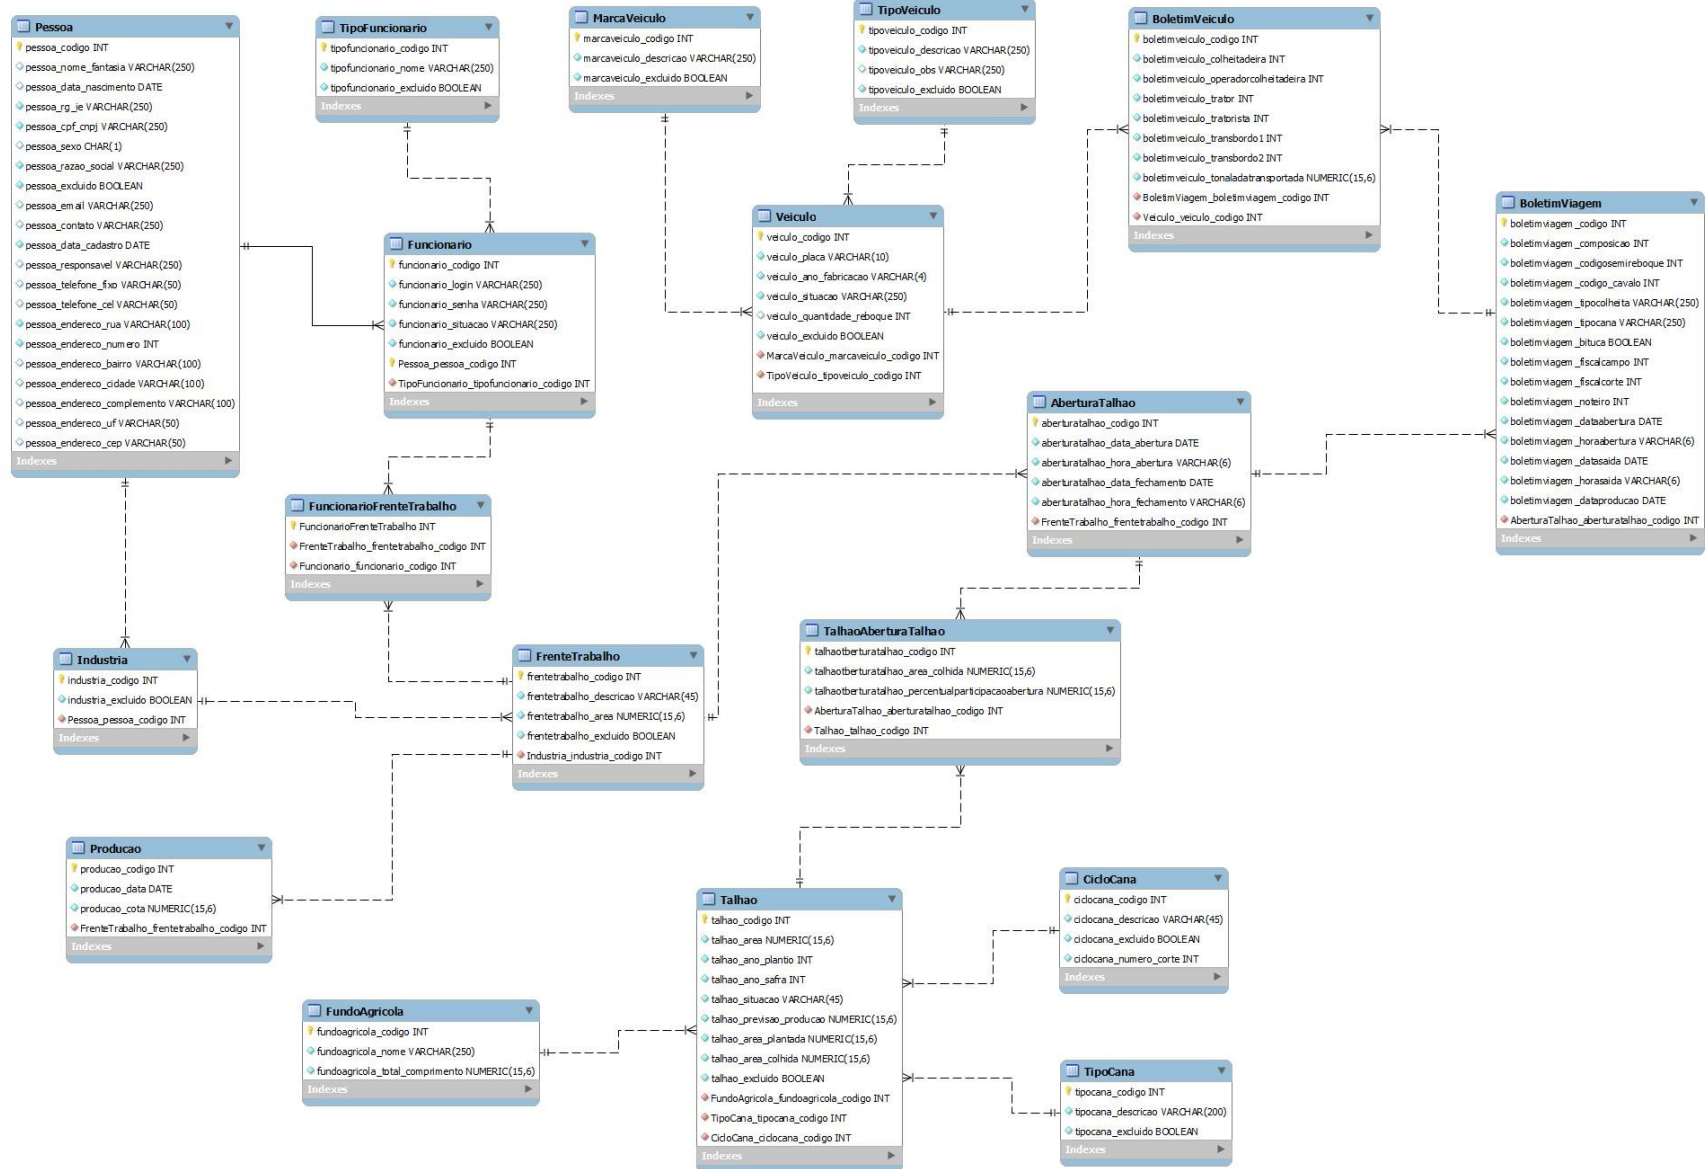 Pessoa
pessoa_codigo INT
pessoa_nome_fantasia VARCHAR(250)
pessoa_data_nascimento DATE
pessoa_rg_ie VARCHAR(250)
pessoa_cpf_cnpj VARCHAR(250)
pessoa_sexo CHAR(1)
pessoa_razao_social VARCHAR(250)
pessoa_excluido BOOLEAN
pessoa_email VARCHAR(250)
pessoa_contato VARCHAR(250)
pessoa_data_cadastro DATE
pessoa_responsavel VARCHAR(250)
pessoa_telefone_fixo VARCHAR(50)
pessoa_telefone_cel VARCHAR(50)
pessoa_endereco_rua VARCHAR(100)
pessoa_endereco_numero INT
pessoa_endereco_bairro VARCHAR(100)
pessoa_endereco_cidade VARCHAR(100)
pessoa_endereco_complemento VARCHAR(100)
pessoa_endereco_uf VARCHAR(50)
pessoa_endereco_cep VARCHAR(50)
Indexes
TipoFuncionario
tipofuncionario_codigo INT
tipofuncionario_nome VARCHAR(250)
tipofuncionario_excluido BOOLEAN
Indexes
MarcaVeiculo
marcaveiculo_codigo INT
marcaveiculo_descricao VARCHAR(250)
marcaveiculo_excluido BOOLEAN
Indexes
TipoVeiculo
tipoveiculo_codigo INT
tipoveiculo_descricao VARCHAR(250)
tipoveiculo_obs VARCHAR(250)
tipoveiculo_excluido BOOLEAN
Indexes
BoletimVeiculo
boletimveiculo_codigo INT
boletimveiculo_colheitadeira INT
boletimveiculo_operadorcolheitadeira INT
boletimveiculo_trator INT
boletimveiculo_tratorista INT
boletimveiculo_transbordo1 INT
boletimveiculo_transbordo2 INT
boletimveiculo_tonaladatransportada NUMERIC(15,6)
BoletimViagem_boletimviagem_codigo INT
Veiculo_veiculo_codigo INT
Indexes
BoletimViagem
boletimviagem_codigo INT
boletimviagem_composicao INT
boletimviagem_codigosemireboque INT
boletimviagem_codigo_cavalo INT
boletimviagem_tipocolheita VARCHAR(250)
boletimviagem_tipocana VARCHAR(250)
boletimviagem_bituca BOOLEAN
boletimviagem_fiscalcampo INT
boletimviagem_fiscalcorte INT
boletimviagem_noteiro INT
boletimviagem_dataabertura DATE
boletimviagem_horaabertura VARCHAR(6)
boletimviagem_datasaida DATE
boletimviagem_horasaida VARCHAR(6)
boletimviagem_dataproducao DATE
AberturaTalhao_aberturatalhao_codigo INT
Indexes
Funcionario
funcionario_codigo INT
funcionario_login VARCHAR(250)
funcionario_senha VARCHAR(250)
funcionario_situacao VARCHAR(250)
funcionario_excluido BOOLEAN
Pessoa_pessoa_codigo INT
TipoFuncionario_tipofuncionario_codigo INT
Indexes
Veiculo
veiculo_codigo INT
veiculo_placa VARCHAR(10)
veiculo_ano_fabricacao VARCHAR(4)
veiculo_situacao VARCHAR(250)
veiculo_quantidade_reboque INT
veiculo_excluido BOOLEAN
MarcaVeiculo_marcaveiculo_codigo INT
TipoVeiculo_tipoveiculo_codigo INT
Indexes
AberturaTalhao
aberturatalhao_codigo INT
aberturatalhao_data_abertura DATE
aberturatalhao_hora_abertura VARCHAR(6)
aberturatalhao_data_fechamento DATE
aberturatalhao_hora_fechamento VARCHAR(6)
FrenteTrabalho_frentetrabalho_codigo INT
Indexes
FuncionarioFrenteTrabalho
FuncionarioFrenteTrabalho INT
FrenteTrabalho_frentetrabalho_codigo INT
Funcionario_funcionario_codigo INT
Indexes
Industria
industria_codigo INT
industria_excluido BOOLEAN
Pessoa_pessoa_codigo INT
Indexes
FrenteTrabalho
frentetrabalho_codigo INT
frentetrabalho_descricao VARCHAR(45)
frentetrabalho_area NUMERIC(15,6)
frentetrabalho_excluido BOOLEAN
Industria_industria_codigo INT
Indexes
TalhaoAberturaTalhao
talhaotberturatalhao_codigo INT
talhaotberturatalhao_area_colhida NUMERIC(15,6)
talhaotberturatalhao_percentualparticipacaoabertura NUMERIC(15,6)
AberturaTalhao_aberturatalhao_codigo INT
Talhao_talhao_codigo INT
Indexes
Producao
producao_codigo INT
producao_data DATE
producao_cota NUMERIC(15,6)
FrenteTrabalho_frentetrabalho_codigo INT
Indexes
Talhao
talhao_codigo INT
talhao_area NUMERIC(15,6)
talhao_ano_plantio INT
talhao_ano_safra INT
talhao_situacao VARCHAR(45)
talhao_previsao_producao NUMERIC(15,6)
talhao_area_plantada NUMERIC(15,6)
talhao_area_colhida NUMERIC(15,6)
talhao_excluido BOOLEAN
FundoAgricola_fundoagricola_codigo INT
TipoCana_tipocana_codigo INT
CicloCana_ciclocana_codigo INT
Indexes
CicloCana
ciclocana_codigo INT
ciclocana_descricao VARCHAR(45)
ciclocana_excluido BOOLEAN
ciclocana_numero_corte INT
Indexes
FundoAgricola
fundoagricola_codigo INT
fundoagricola_nome VARCHAR(250)
fundoagricola_total_comprimento NUMERIC(15,6)
Indexes
TipoCana
tipocana_codigo INT
tipocana_descricao VARCHAR(200)
tipocana_excluido BOOLEAN
Indexes